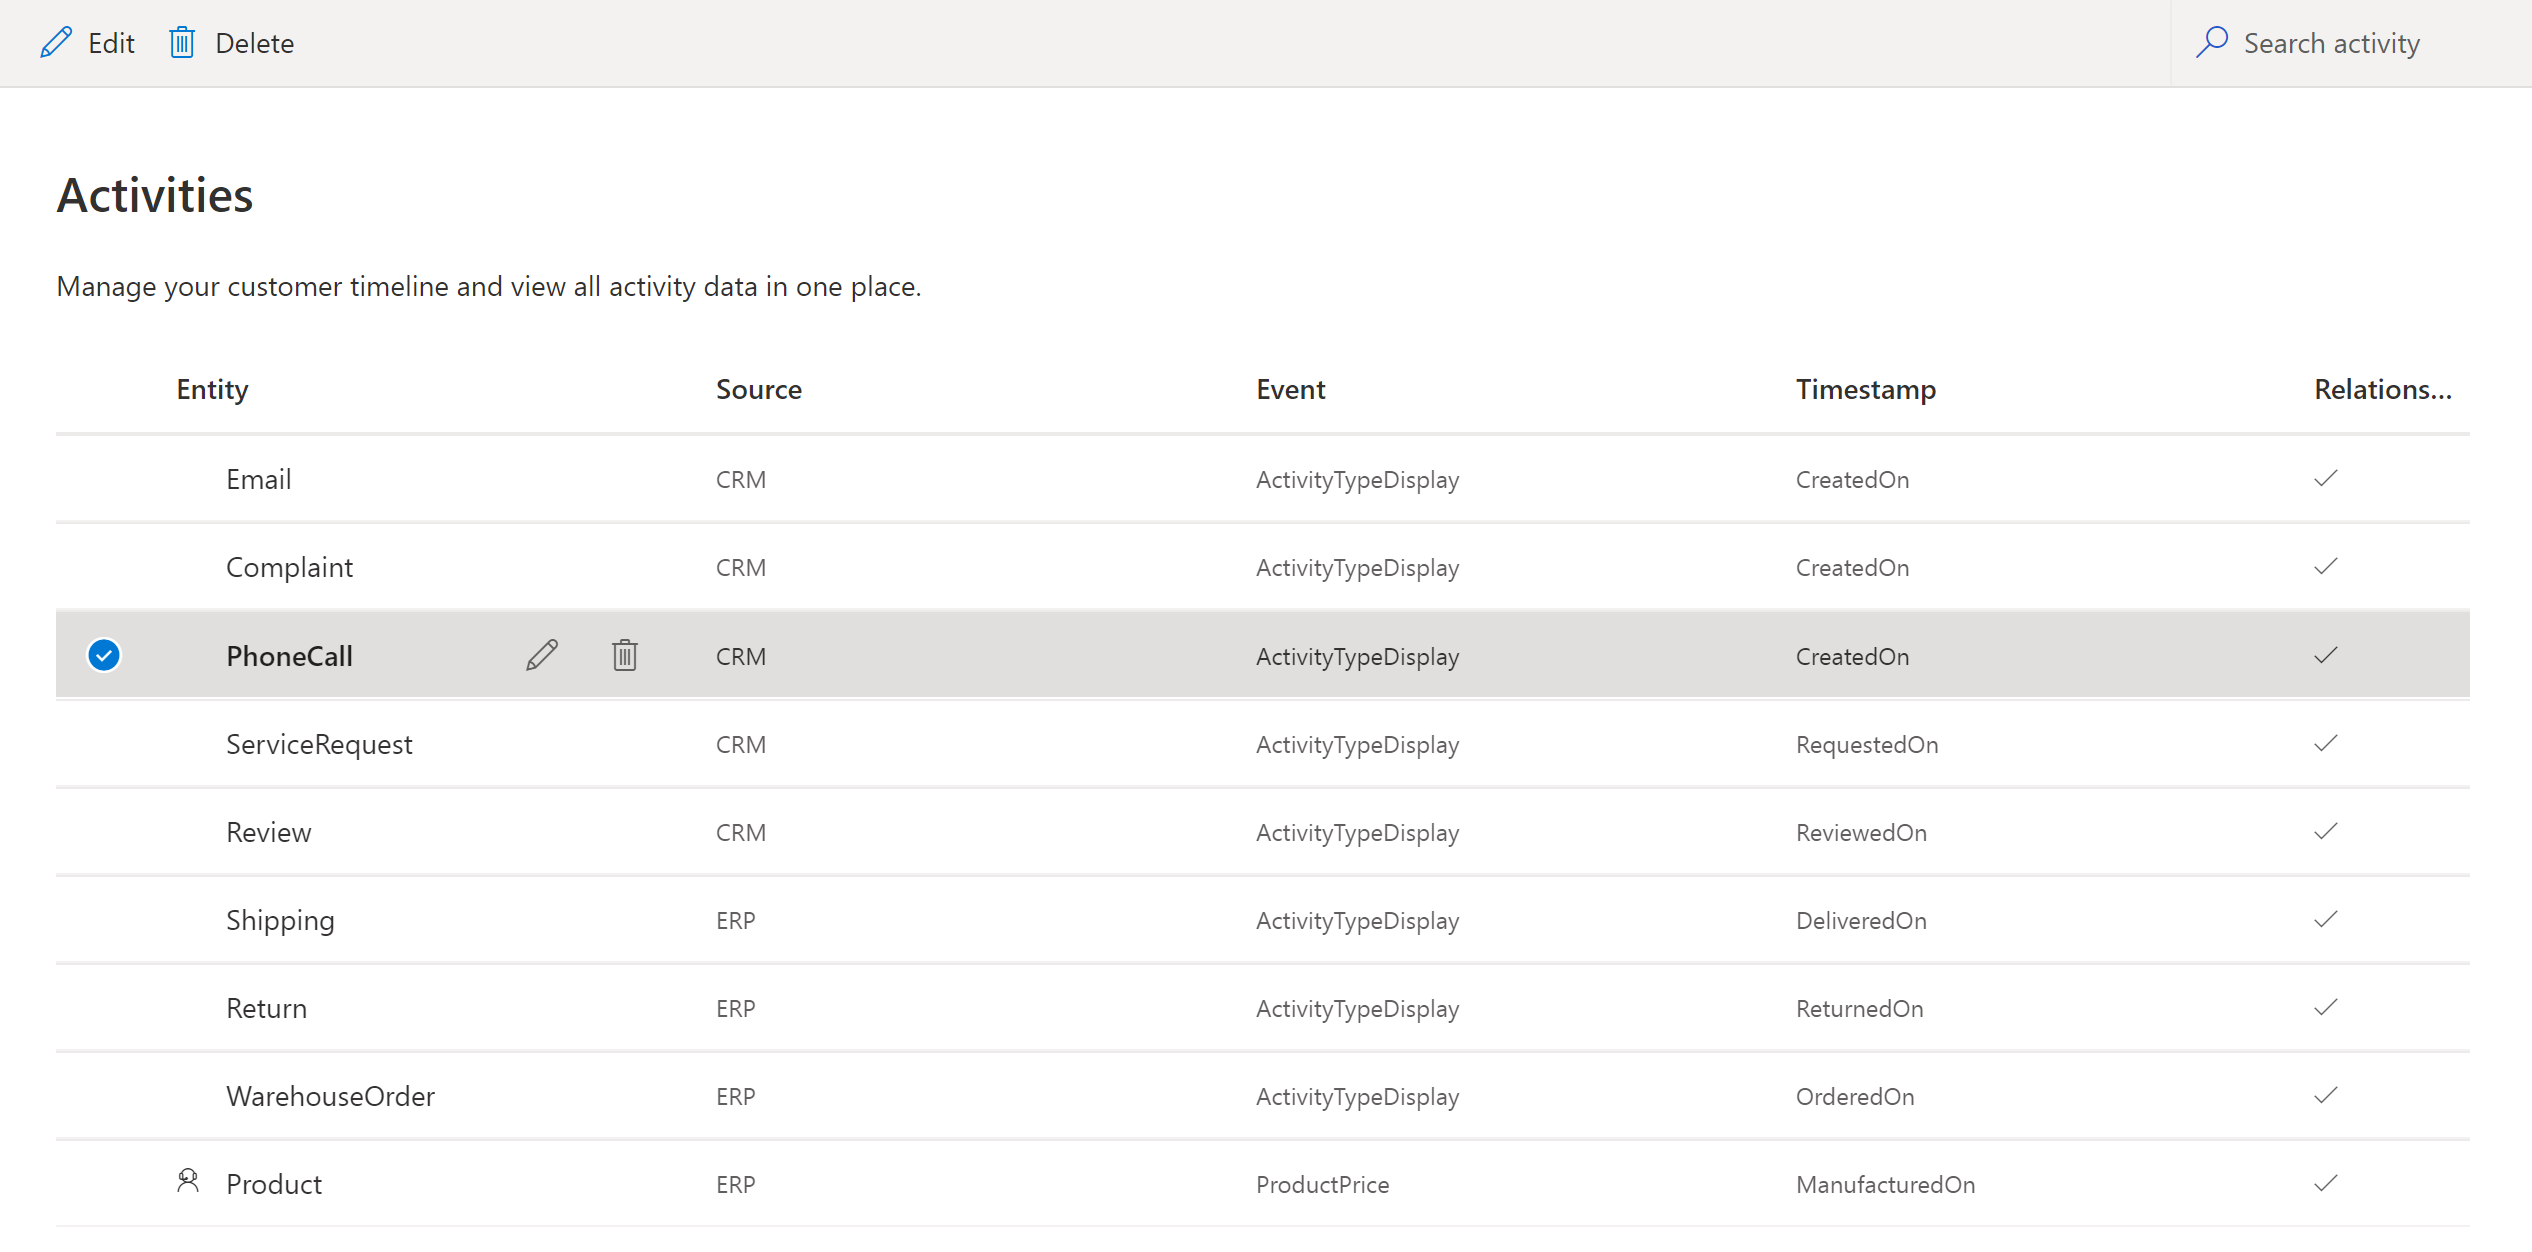 Edit Delete Search activity
Activities
Manage your customer timeline and view all activity data in one place.
Entity Source Event Timestamp Relations...
Email CRM ActivityTypeDisplay CreatedOn
Complaint CRM ActivityTypeDisplay CreatedOn
PhoneCall CRM ActivityTypeDisplay CreatedOn
ServiceRequest CRM ActivityTypeDisplay RequestedOn
Review CRM ActivityTypeDisplay ReviewedOn
Shipping ERP ActivityTypeDisplay DeliveredOn
Return ERP ActivityTypeDisplay ReturnedOn
WarehouseOrder ERP ActivityTypeDisplay OrderedOn
Product ERP ProductPrice ManufacturedOn